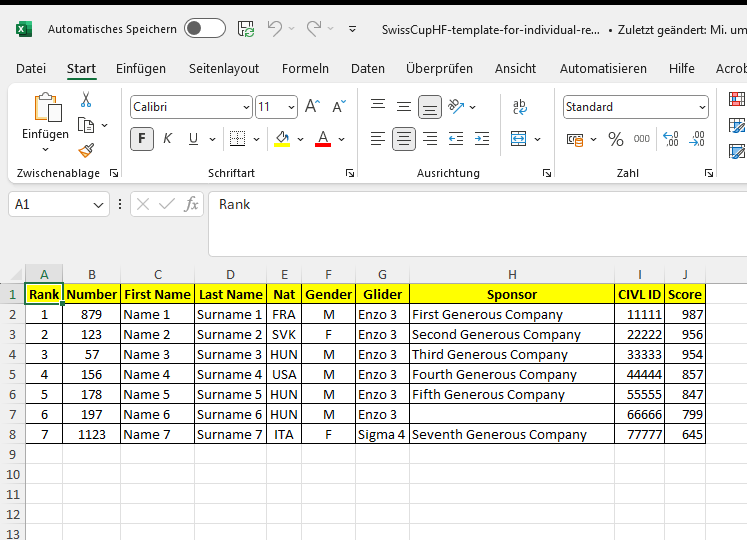 Automatisches Speichern SwissCupHF-template-for-individual-re... • Zuletzt geändert: Mi. um
Datei Start Einfügen Seitenlayout Formeln Daten Überprüfen Ansicht Automatisieren Hilfe Acrob
Einfügen Calibri 11 A A ab Standard
F K U A % 000
Zwischenablage Schriftart Ausrichtung Zahl
A1 fx Rank
A B C D E F G H I J
1 Rank Number First Name Last Name Nat Gender Glider Sponsor CIVL ID Score
2 1 879 Name 1 Surname 1 FRA M Enzo 3 First Generous Company 11111 987
3 2 123 Name 2 Surname 2 SVK F Enzo 3 Second Generous Company 22222 956
4 3 57 Name 3 Surname 3 HUN M Enzo 3 Third Generous Company 33333 954
5 4 156 Name 4 Surname 4 USA M Enzo 3 Fourth Generous Company 44444 857
6 5 178 Name 5 Surname 5 HUN M Enzo 3 Fifth Generous Company 55555 847
7 6 197 Name 6 Surname 6 HUN M Enzo 3 66666 799
8 7 1123 Name 7 Surname 7 ITA F Sigma 4 Seventh Generous Company 77777 645
9
10
11
12
13